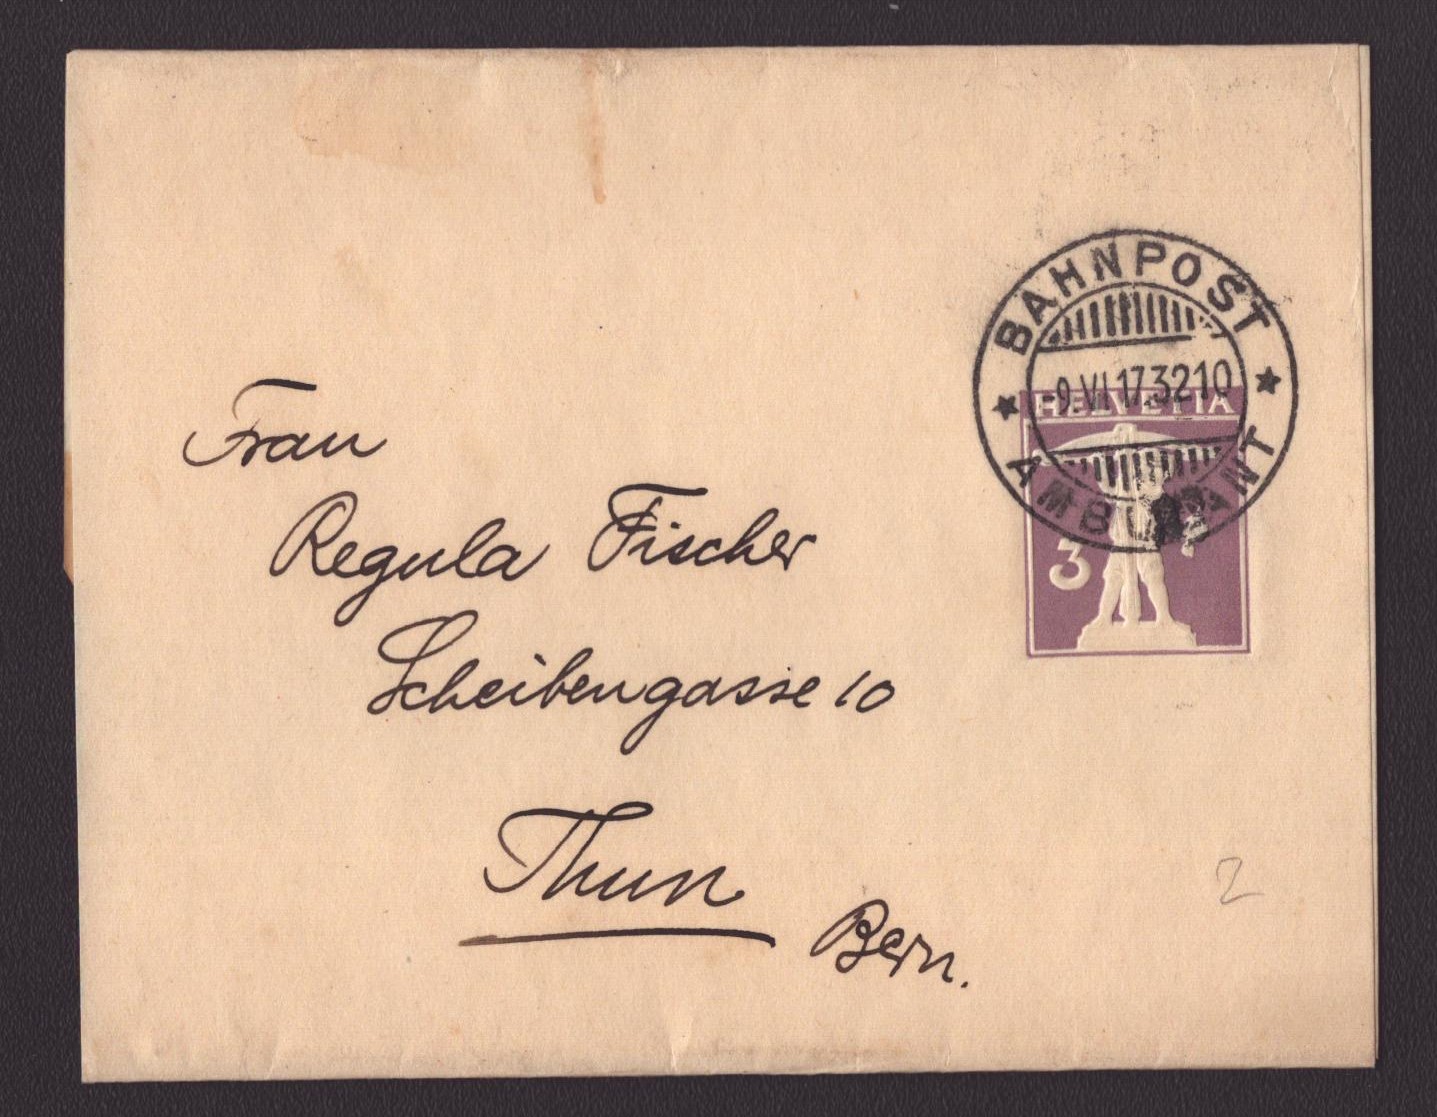 BAHNPOST
9.VI.17.3210
AMBULANT
HELVETIA
3
Frau
Regula Fischer
Scheibengasse 10
Thun
Bern.
2